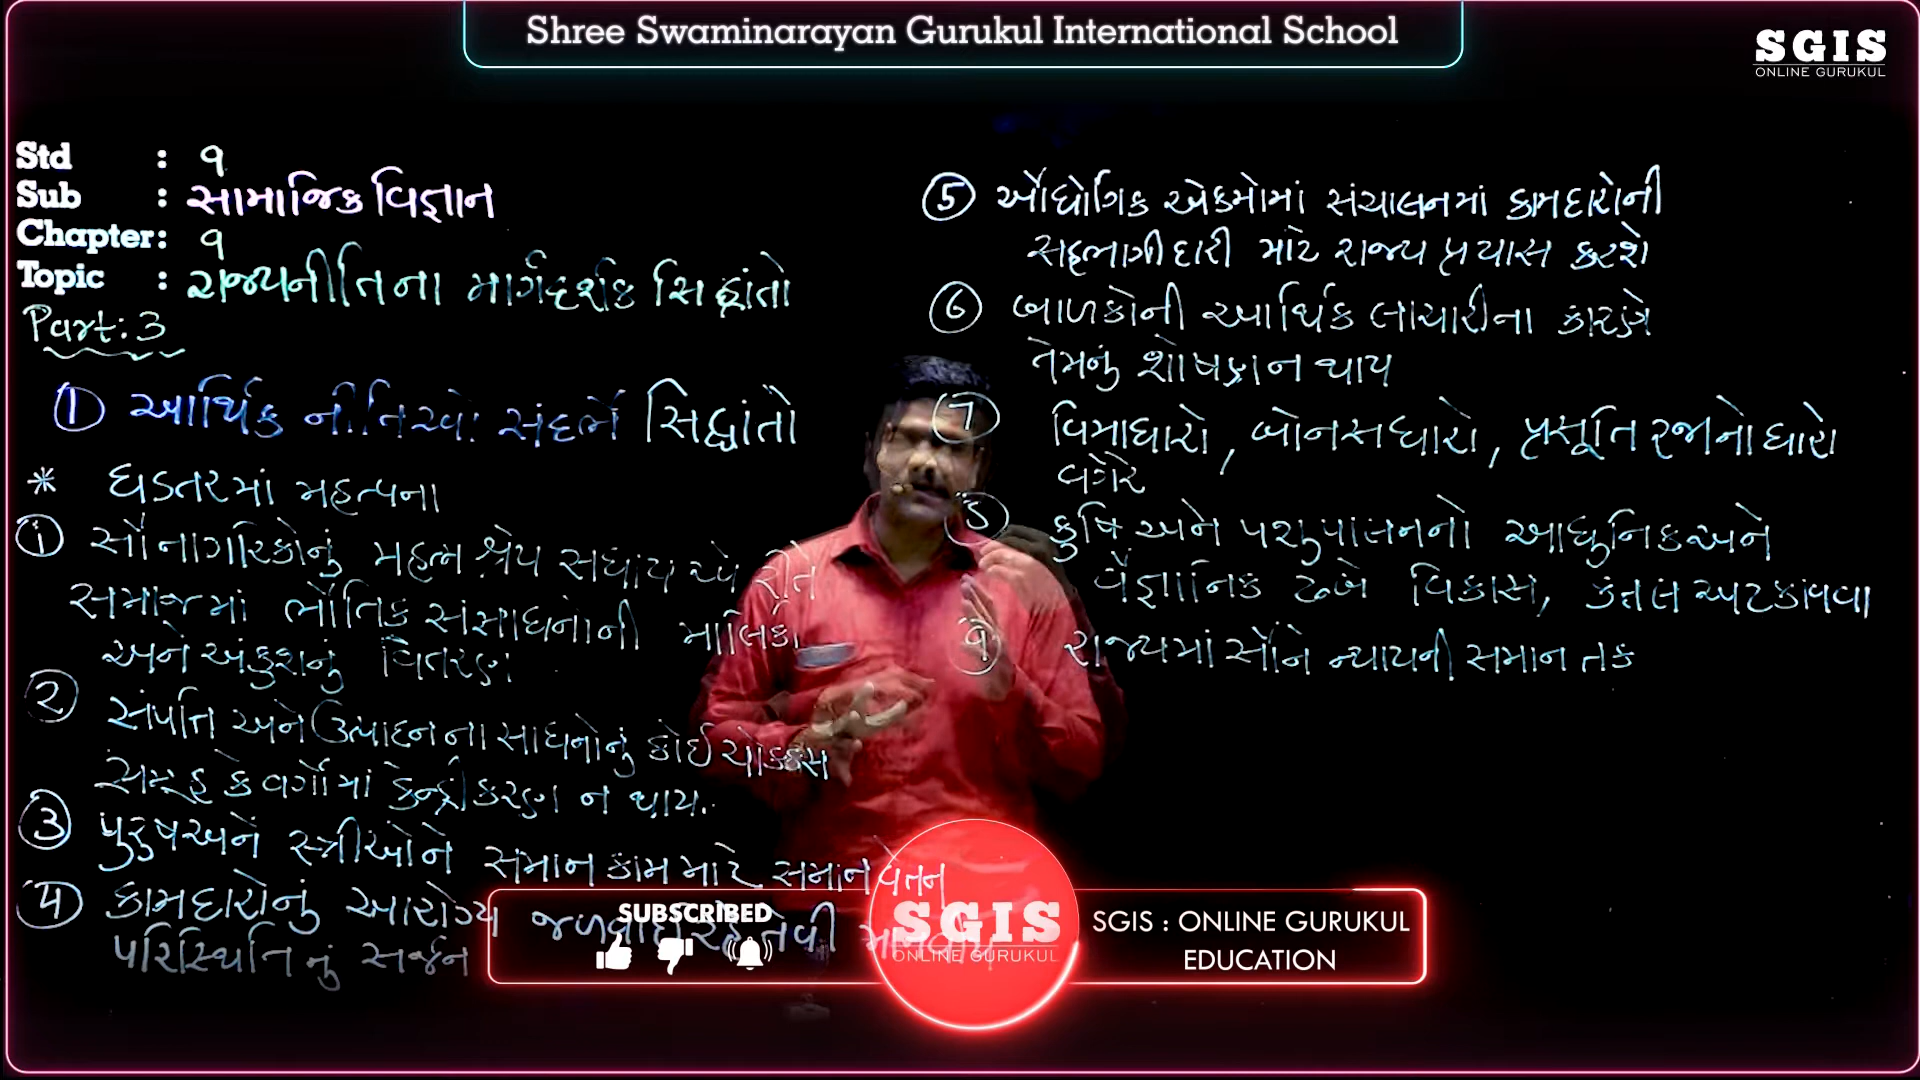 Shree Swaminarayan Gurukul International School
SGIS
ONLINE GURUKUL
Std : ૧
Sub : સામાજિક વિજ્ઞાન
Chapter : ૧
Topic : રાજ્યનીતિના માર્ગદર્શક સિદ્ધાંતો
Part : 3
① આર્થિક નીતિઓ સંદર્ભે સિદ્ધાંતો
* ઘડતરમાં મહત્વના
① સૌ નાગરિકોનું મહત્મ શ્રેય સધાય એ રીતે
સમાજમાં ભૌતિક સંસાધનોની માલિકી
અને અંકુશનું વિતરણ
② સંપત્તિ અને ઉત્પાદનના સાધનોનું કોઈ ચોક્કસ
સમૂહ કે વર્ગોમાં કેન્દ્રીકરણ ન થાય.
③ પુરુષ અને સ્ત્રીઓને સમાન કામ માટે સમાન વેતન
④ કામદારોનું આરોગ્ય જળવાઈ રહે તેવી માનવીય
પરિસ્થિતિનું સર્જન
⑤ ઔદ્યોગિક એકમોમાં સંચાલનમાં કામદારોની
સહભાગીદારી માટે રાજ્ય પ્રયાસ કરશે
⑥ બાળકોની આર્થિક લાચારીના કારણે
તેમનું શોષણ ન થાય
⑦ વિમાધારો, બોનસધારો, પ્રસૂતિ રજાનો ધારો
વગેરે
૮ કૃષિ અને પશુપાલનનો આધુનિક અને
વૈજ્ઞાનિક ઢબે વિકાસ, કતલ અટકાવવા
૯ રાજ્યમાં સૌને ન્યાયની સમાન તક
SUBSCRIBED
SGIS
ONLINE GURUKUL
SGIS : ONLINE GURUKUL
EDUCATION